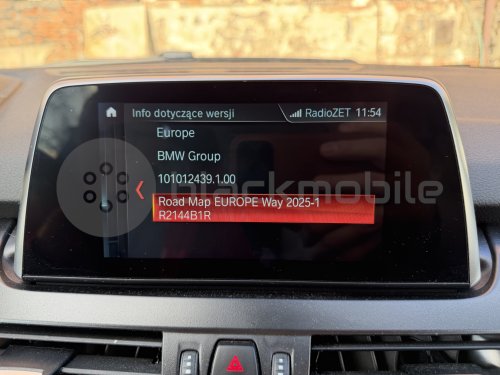 Info dotyczące wersji
RadioZET 11:54
Europe
BMW Group
101012439.1.00
Road Map EUROPE Way 2025-1
R2144B1R
blackmobile